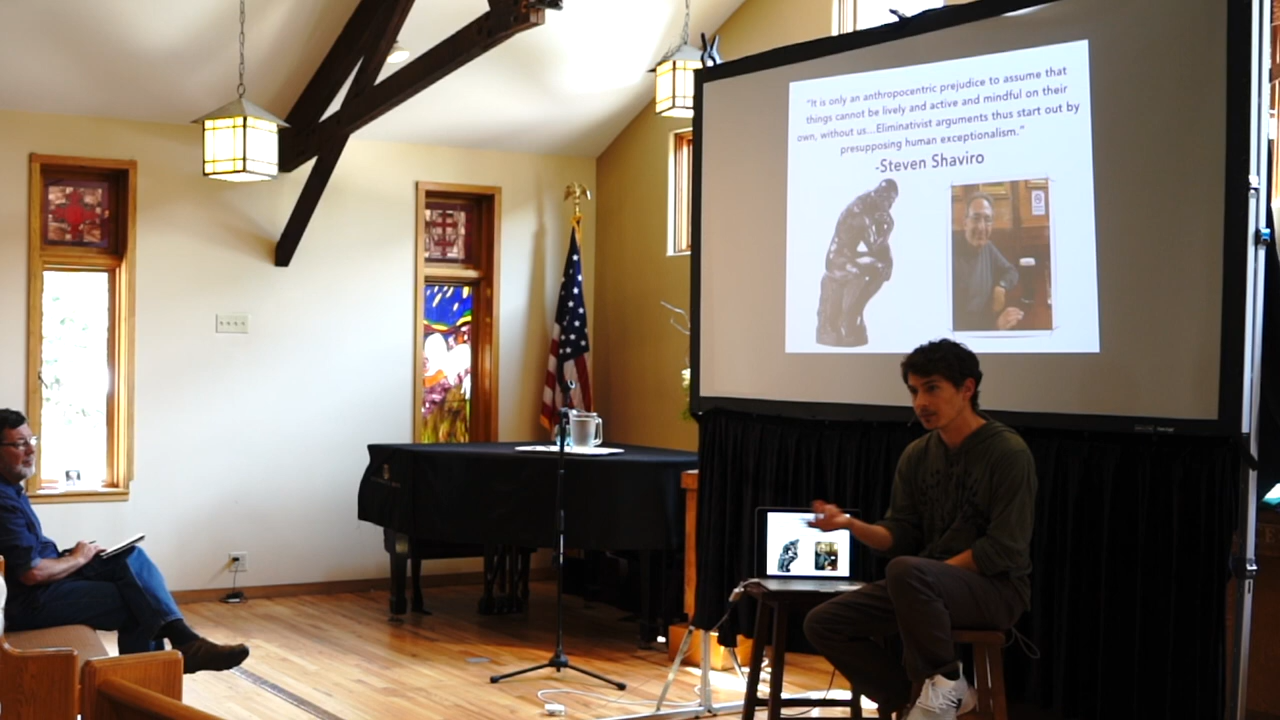 "It is only an anthropocentric prejudice to assume that
things cannot be lively and active and mindful on their
own, without us...Eliminativist arguments thus start out by
presupposing human exceptionalism."
-Steven Shaviro